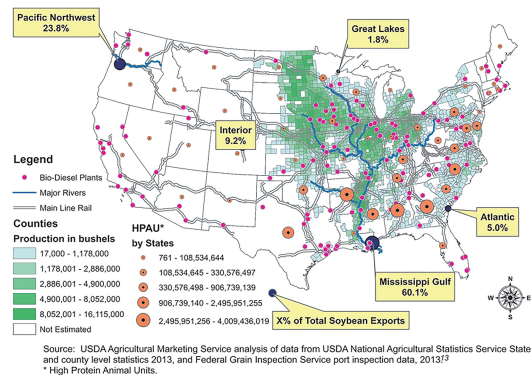 Pacific Northwest
23.8%
Great Lakes
1.8%
Interior
9.2%
Atlantic
5.0%
Mississippi Gulf
60.1%
X% of Total Soybean Exports
Legend
Bio-Diesel Plants
Major Rivers
Main Line Rail
Counties
Production in bushels
17,000 - 1,178,000
1,178,001 - 2,886,000
2,886,001 - 4,900,000
4,900,001 - 8,052,000
8,052,001 - 16,115,000
Not Estimated
HPAU*
by States
761 - 108,534,644
108,534,645 - 330,576,497
330,576,498 - 906,739,139
906,739,140 - 2,495,951,255
2,495,951,256 - 4,009,436,019
N
W E
S
Source: USDA Agricultural Marketing Service analysis of data from USDA National Agricultural Statistics Service State
and county level statistics 2013, and Federal Grain Inspection Service port inspection data, 2013†3
* High Protein Animal Units.